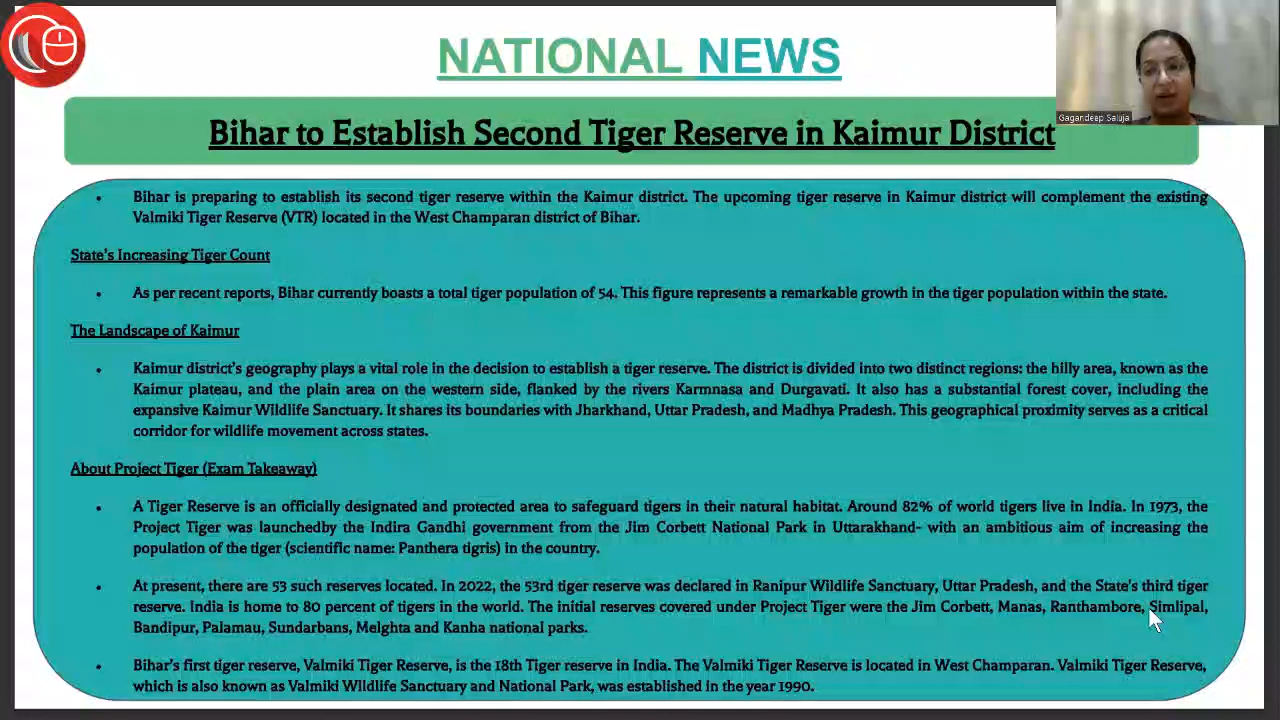 NATIONAL NEWS
Gagandeep Saluja
Bihar to Establish Second Tiger Reserve in Kaimur District
• Bihar is preparing to establish its second tiger reserve within the Kaimur district. The upcoming tiger reserve in Kaimur district will complement the existing
Valmiki Tiger Reserve (VTR) located in the West Champaran district of Bihar.
State's Increasing Tiger Count
• As per recent reports, Bihar currently boasts a total tiger population of 54. This figure represents a remarkable growth in the tiger population within the state.
The Landscape of Kaimur
• Kaimur district's geography plays a vital role in the decision to establish a tiger reserve. The district is divided into two distinct regions: the hilly area, known as the
Kaimur plateau, and the plain area on the western side, flanked by the rivers Karmnasa and Durgavati. It also has a substantial forest cover, including the
expansive Kaimur Wildlife Sanctuary. It shares its boundaries with Jharkhand, Uttar Pradesh, and Madhya Pradesh. This geographical proximity serves as a critical
corridor for wildlife movement across states.
About Project Tiger (Exam Takeaway)
• A Tiger Reserve is an officially designated and protected area to safeguard tigers in their natural habitat. Around 82% of world tigers live in India. In 1973, the
Project Tiger was launchedby the Indira Gandhi government from the Jim Corbett National Park in Uttarakhand- with an ambitious aim of increasing the
population of the tiger (scientific name: Panthera tigris) in the country.
• At present, there are 53 such reserves located. In 2022, the 53rd tiger reserve was declared in Ranipur Wildlife Sanctuary, Uttar Pradesh, and the State's third tiger
reserve. India is home to 80 percent of tigers in the world. The initial reserves covered under Project Tiger were the Jim Corbett, Manas, Ranthambore, Simlipal,
Bandipur, Palamau, Sundarbans, Melghta and Kanha national parks.
• Bihar's first tiger reserve, Valmiki Tiger Reserve, is the 18th Tiger reserve in India. The Valmiki Tiger Reserve is located in West Champaran. Valmiki Tiger Reserve,
which is also known as Valmiki Wildlife Sanctuary and National Park, was established in the year 1990.